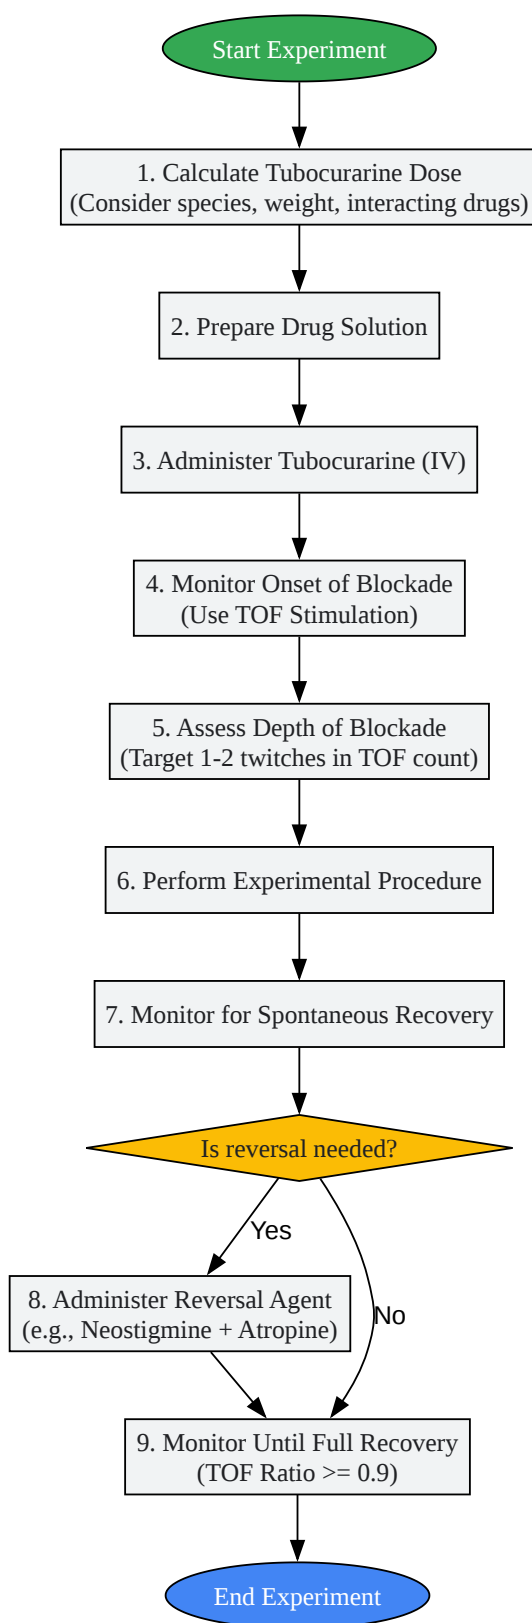 Start Experiment
1. Calculate Tubocurarine Dose
(Consider species, weight, interacting drugs)
2. Prepare Drug Solution
3. Administer Tubocurarine (IV)
4. Monitor Onset of Blockade
(Use TOF Stimulation)
5. Assess Depth of Blockade
(Target 1-2 twitches in TOF count)
6. Perform Experimental Procedure
7. Monitor for Spontaneous Recovery
Is reversal needed?
Yes
8. Administer Reversal Agent
(e.g., Neostigmine + Atropine)
No
9. Monitor Until Full Recovery
(TOF Ratio >= 0.9)
End Experiment